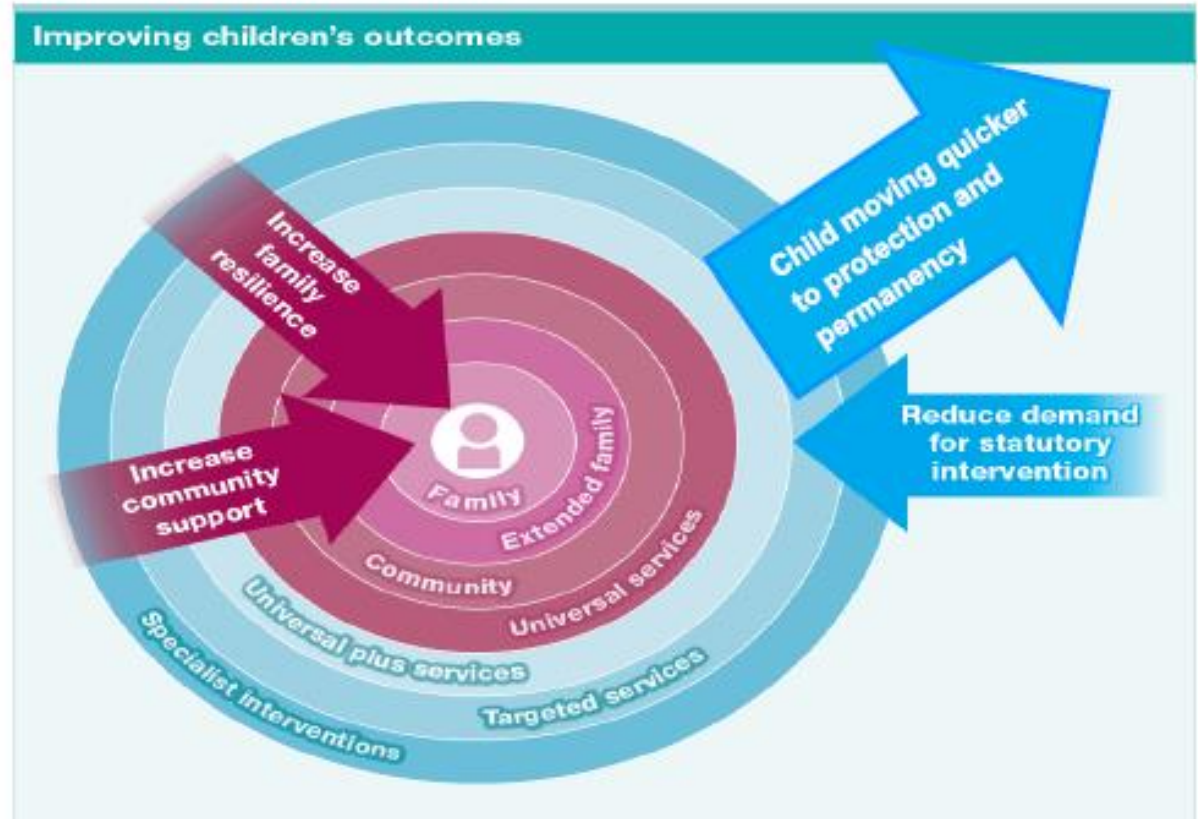 Improving children's outcomes
Increase
family
resilience
Child moving quicker
to protection and
permanency
Reduce demand
for statutory
intervention
Increase
community
support
Family
Extended family
Community
Universal services
Universal plus services
Targeted services
Specialist interventions